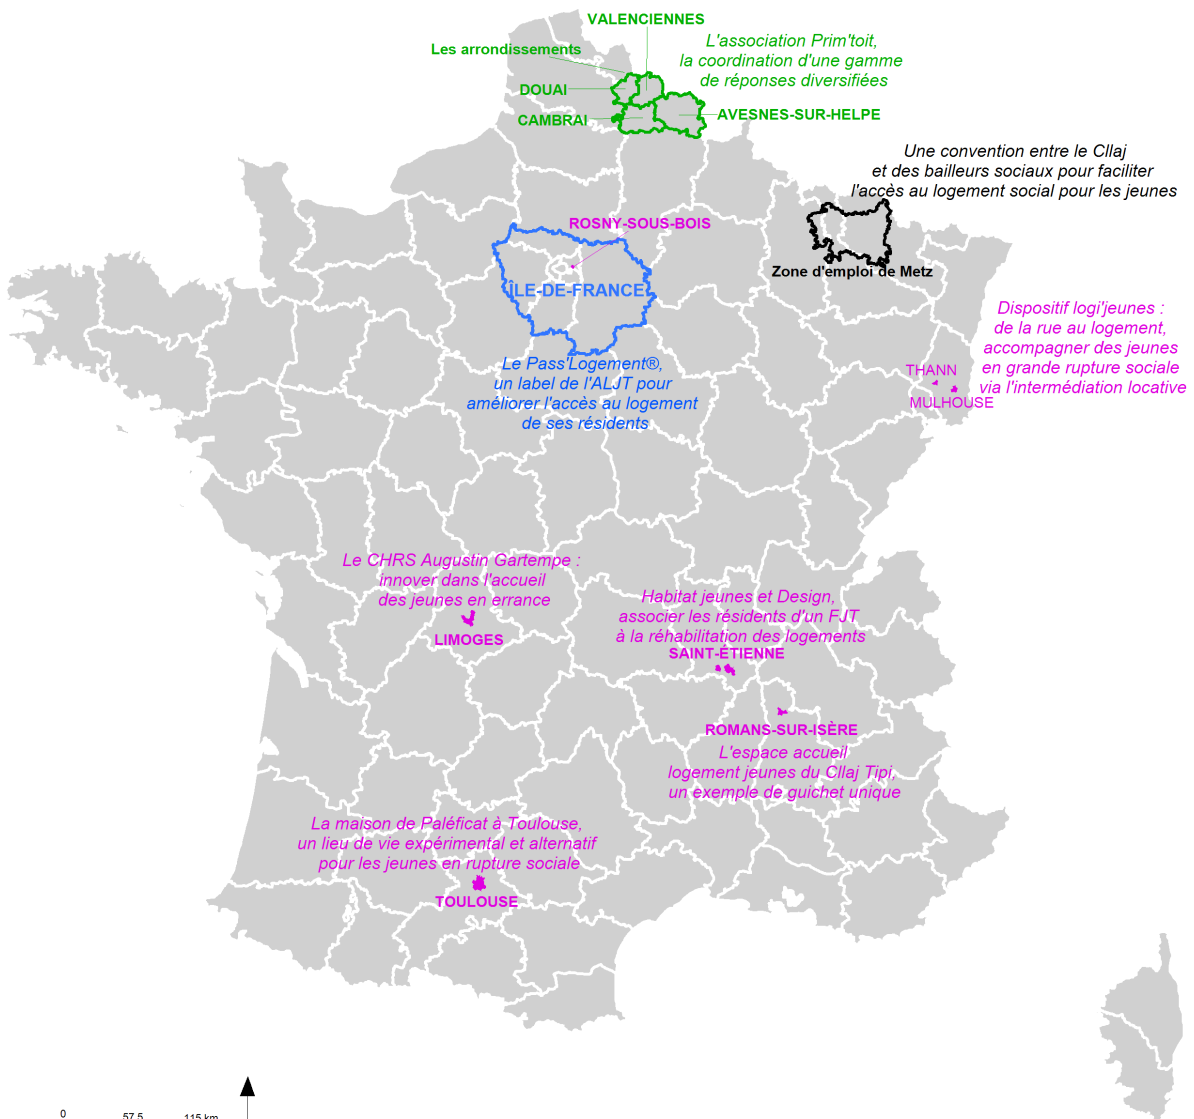 VALENCIENNES
Les arrondissements
L'association Prim'toit,
la coordination d'une gamme
de réponses diversifiées
DOUAI
CAMBRAI
AVESNES-SUR-HELPE
Une convention entre le Cllaj
et des bailleurs sociaux pour faciliter
l'accès au logement social pour les jeunes
ROSNY-SOUS-BOIS
Zone d'emploi de Metz
ÎLE-DE-FRANCE
Dispositif logi'jeunes :
de la rue au logement,
accompagner des jeunes
en grande rupture sociale
via l'intermédiation locative
THANN
MULHOUSE
Le Pass'Logement®,
un label de l'ALJT pour
améliorer l'accès au logement
de ses résidents
Le CHRS Augustin Gartempe :
innover dans l'accueil
des jeunes en errance
LIMOGES
Habitat jeunes et Design,
associer les résidents d'un FJT
à la réhabilitation des logements
SAINT-ÉTIENNE
ROMANS-SUR-ISÈRE
L'espace accueil
logement jeunes du Cllaj Tipi,
un exemple de guichet unique
La maison de Paléficat à Toulouse,
un lieu de vie expérimental et alternatif
pour les jeunes en rupture sociale
TOULOUSE
0 57,5 115 km